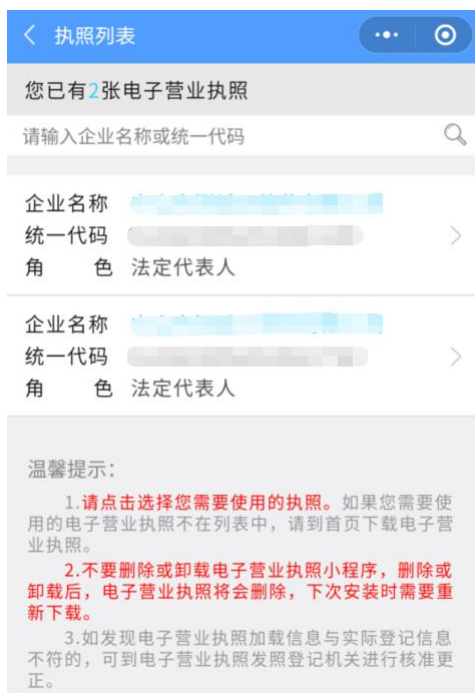 执照列表
您已有2张电子营业执照
请输入企业名称或统一代码
企业名称
统一代码
角 色 法定代表人
企业名称
统一代码
角 色 法定代表人
温馨提示：
1.请点击选择您需要使用的执照。如果您需要使
用的电子营业执照不在列表中，请到首页下载电子营
业执照。
2.不要删除或卸载电子营业执照小程序，删除或
卸载后，电子营业执照将会删除，下次安装时需要重
新下载。
3.如发现电子营业执照加载信息与实际登记信息
不符的，可到电子营业执照发照登记机关进行核准更
正。